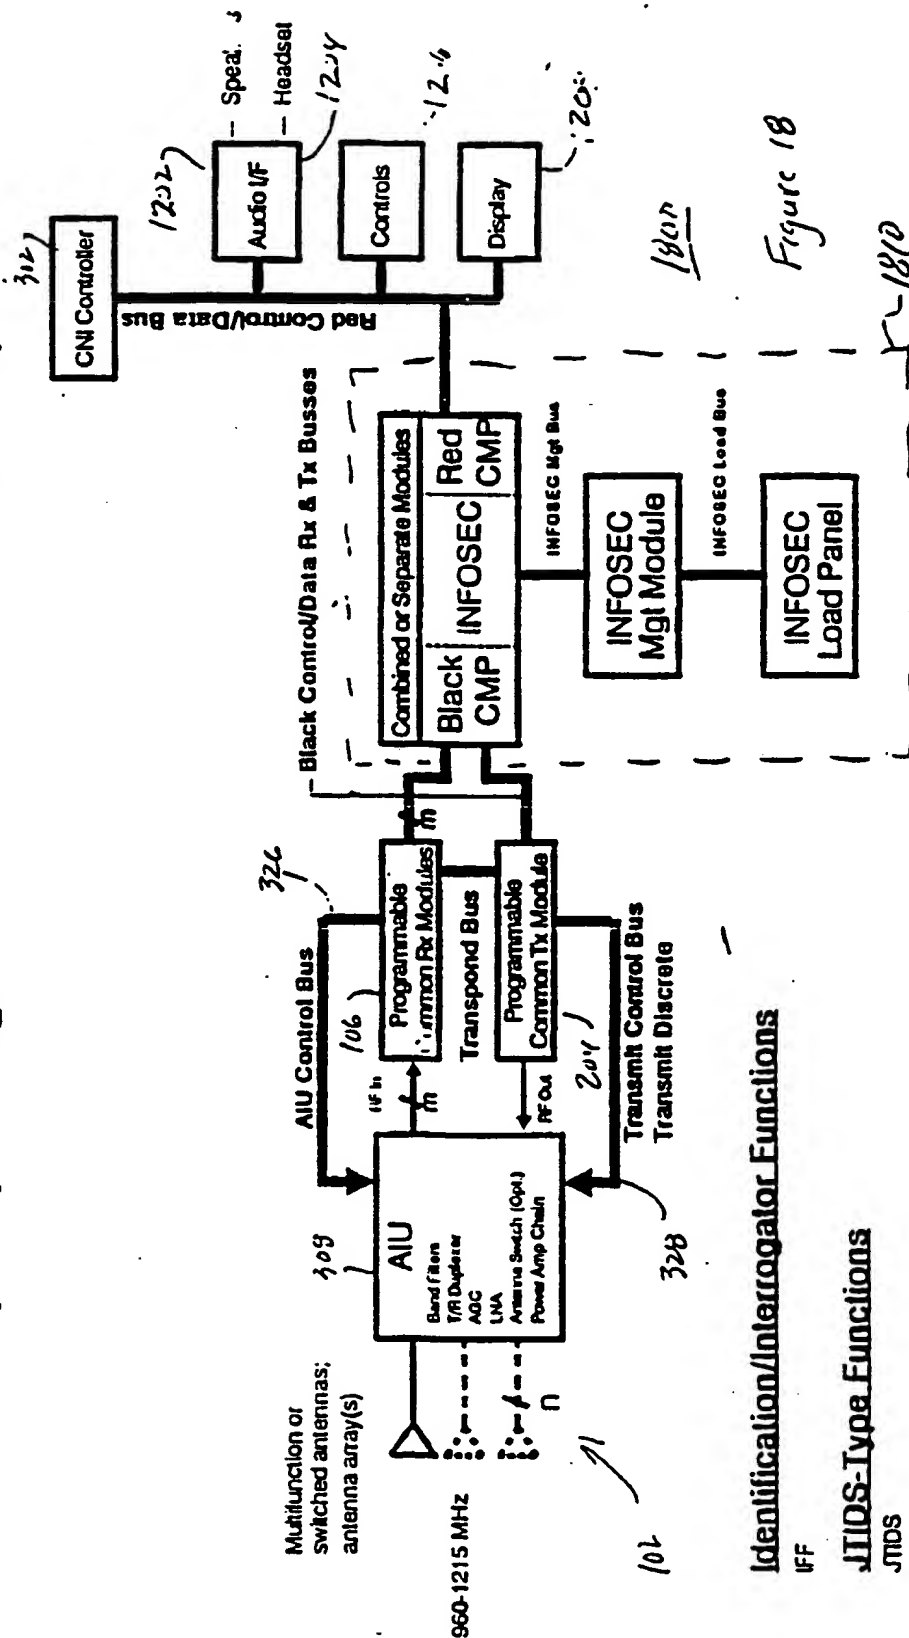 Multifunction or
switched antennas;
antenna array(s)
960-1215 MHz
102
n
309
AIU
Band Filters
T/R Duplexer
AGC
LNA
Antenna Switch (Opt.)
Power Amp Chain
AIU Control Bus
326
m
RF Out
106
Programmable
Rx Modules
Transpond Bus
Programmable
Common Tx Module
204
Transmit Control Bus
Transmit Discrete
328
m
Black Control/Data Rx & Tx Busses
Combined or Separate Modules
Black
CMP
INFOSEC
Red
CMP
INFOSEC Mgt Bus
INFOSEC
Mgt Module
INFOSEC Load Bus
INFOSEC
Load Panel
1810
Red Control/Data Bus
312
CNI Controller
1202
Audio I/F
Headset
1204
Controls
Display
Figure 18
Identification/Interrogator Functions
IFF
JTIDS-Type Functions
JTIDS